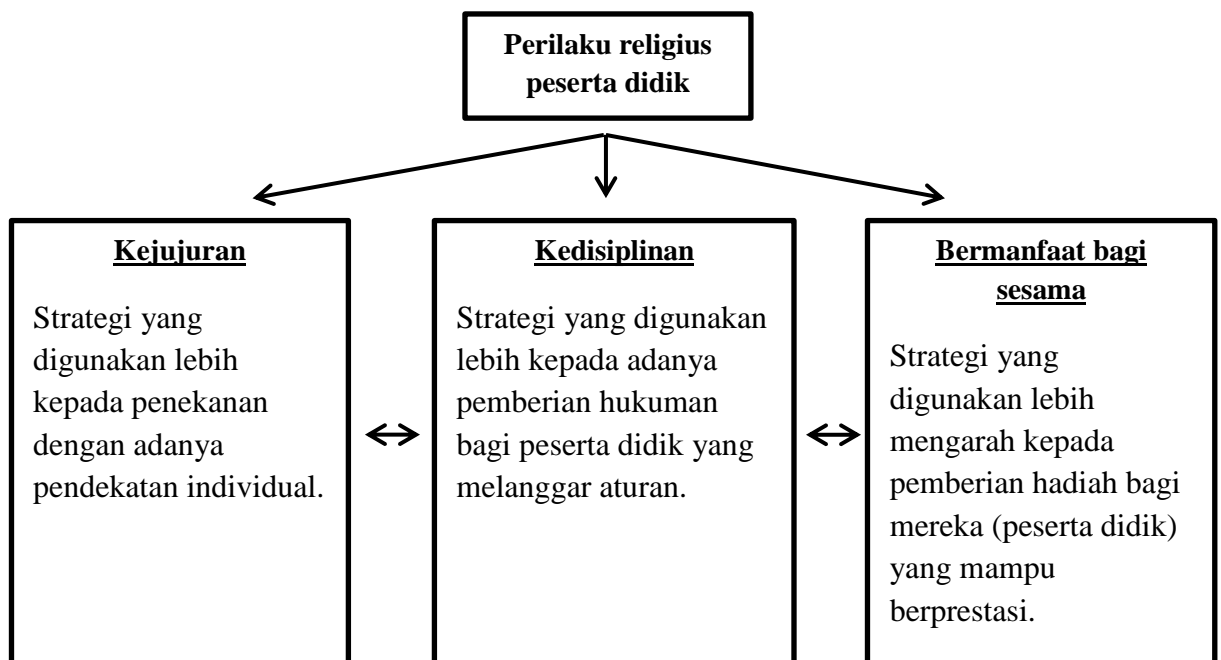 Perilaku religius
peserta didik
Kejujuran
Strategi yang
digunakan lebih
kepada penekanan
dengan adanya
pendekatan individual.
Kedisiplinan
Strategi yang digunakan
lebih kepada adanya
pemberian hukuman
bagi peserta didik yang
melanggar aturan.
Bermanfaat bagi
sesama
Strategi yang
digunakan lebih
mengarah kepada
pemberian hadiah bagi
mereka (peserta didik)
yang mampu
berprestasi.